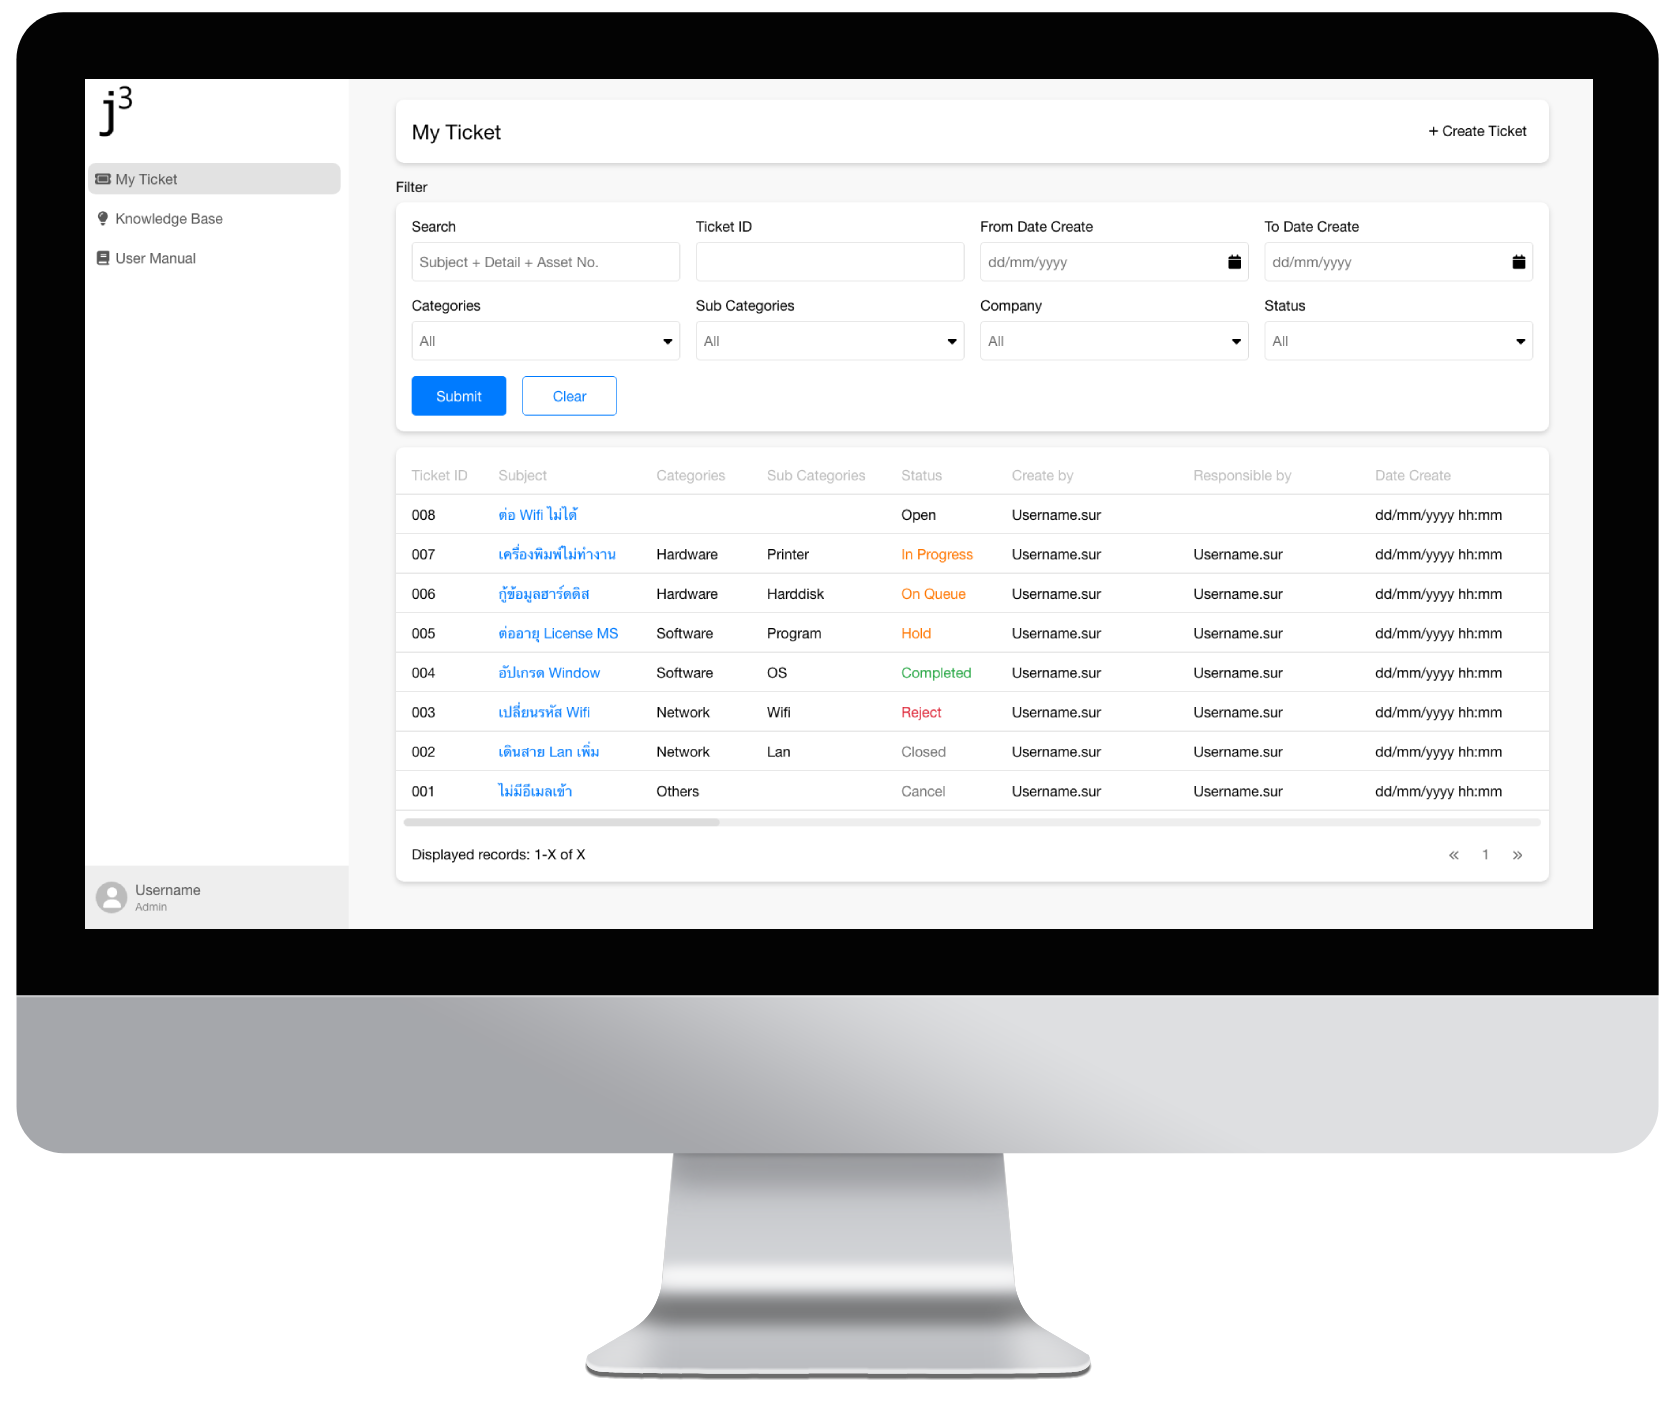 j³
My Ticket
Knowledge Base
User Manual
Username
Admin
My Ticket
+ Create Ticket
Filter
Search Ticket ID From Date Create To Date Create
Subject + Detail + Asset No. dd/mm/yyyy dd/mm/yyyy
Categories Sub Categories Company Status
All All All All
Submit Clear
Ticket ID Subject Categories Sub Categories Status Create by Responsible by Date Create
008 ต่อ Wifi ไม่ได้ Open Username.sur dd/mm/yyyy hh:mm
007 เครื่องพิมพ์ไม่ทำงาน Hardware Printer In Progress Username.sur Username.sur dd/mm/yyyy hh:mm
006 กู้ข้อมูลฮาร์ดดิส Hardware Harddisk On Queue Username.sur Username.sur dd/mm/yyyy hh:mm
005 ต่ออายุ License MS Software Program Hold Username.sur Username.sur dd/mm/yyyy hh:mm
004 อัปเกรด Window Software OS Completed Username.sur Username.sur dd/mm/yyyy hh:mm
003 เปลี่ยนรหัส Wifi Network Wifi Reject Username.sur Username.sur dd/mm/yyyy hh:mm
002 เดินสาย Lan เพิ่ม Network Lan Closed Username.sur Username.sur dd/mm/yyyy hh:mm
001 ไม่มีอีเมลเข้า Others Cancel Username.sur Username.sur dd/mm/yyyy hh:mm
Displayed records: 1-X of X « 1 »